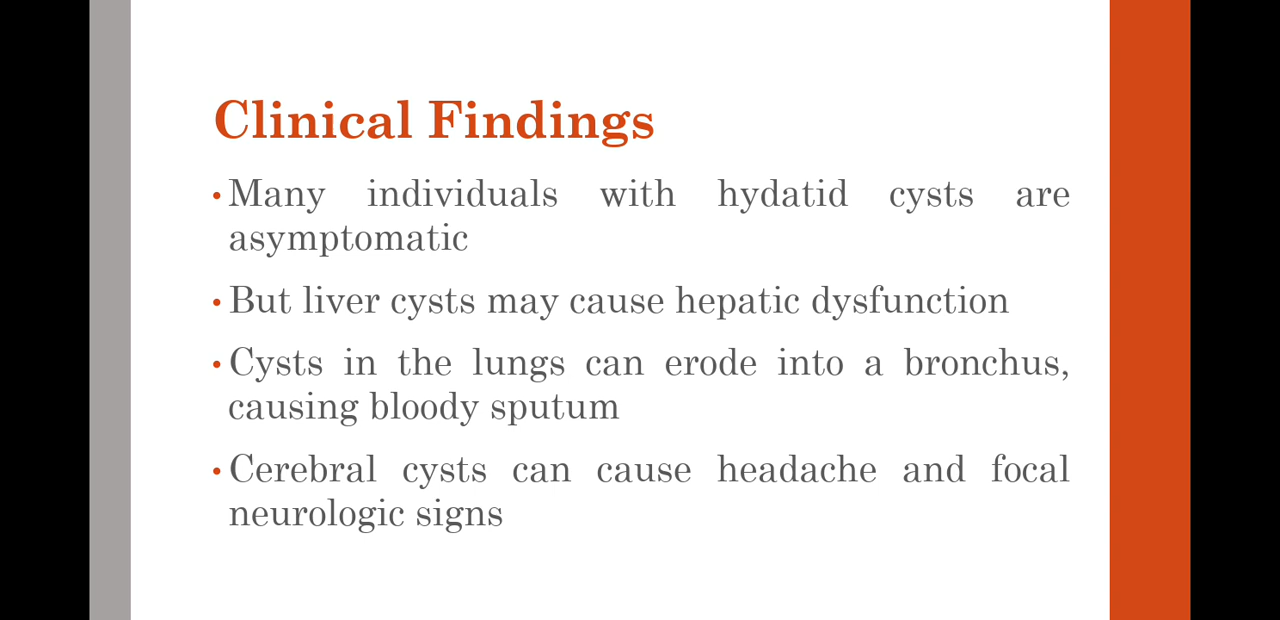 Clinical Findings
•Many individuals with hydatid cysts are
asymptomatic
•But liver cysts may cause hepatic dysfunction
•Cysts in the lungs can erode into a bronchus,
causing bloody sputum
•Cerebral cysts can cause headache and focal
neurologic signs